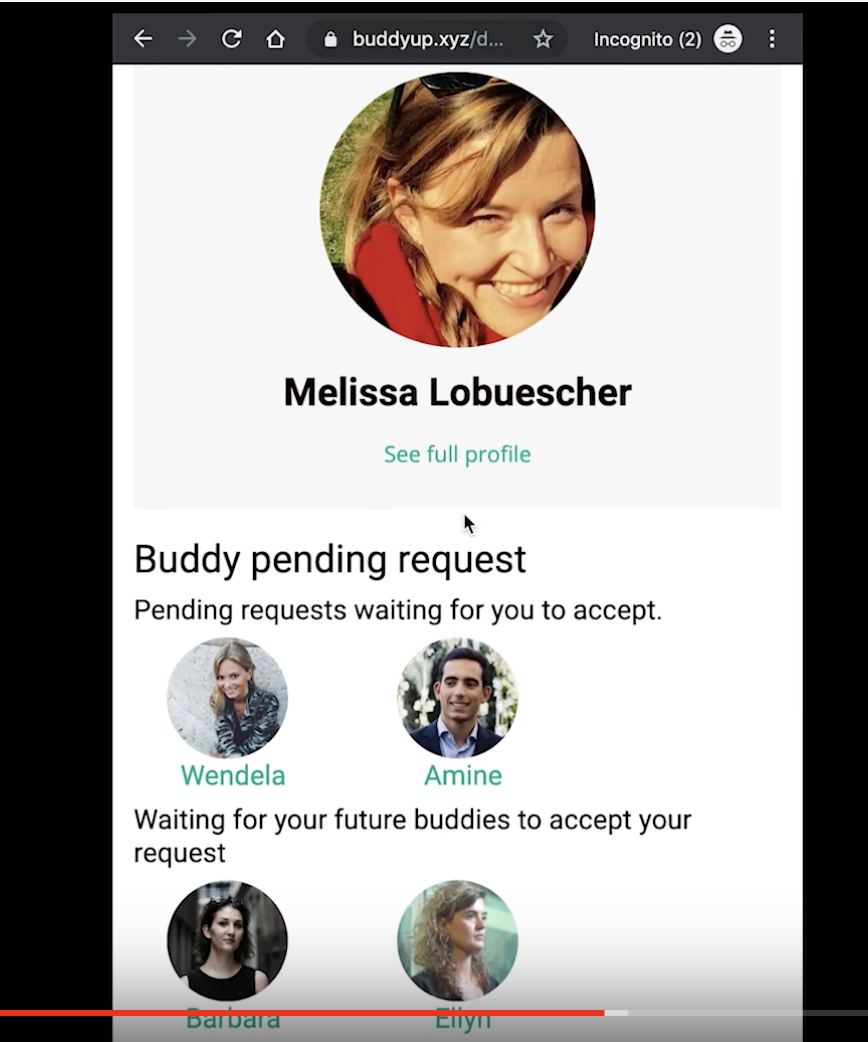 buddyup.xyz/d...
Incognito (2)
Melissa Lobuescher
See full profile
Buddy pending request
Pending requests waiting for you to accept.
Wendela
Amine
Waiting for your future buddies to accept your
request
Barbara
Ellyn